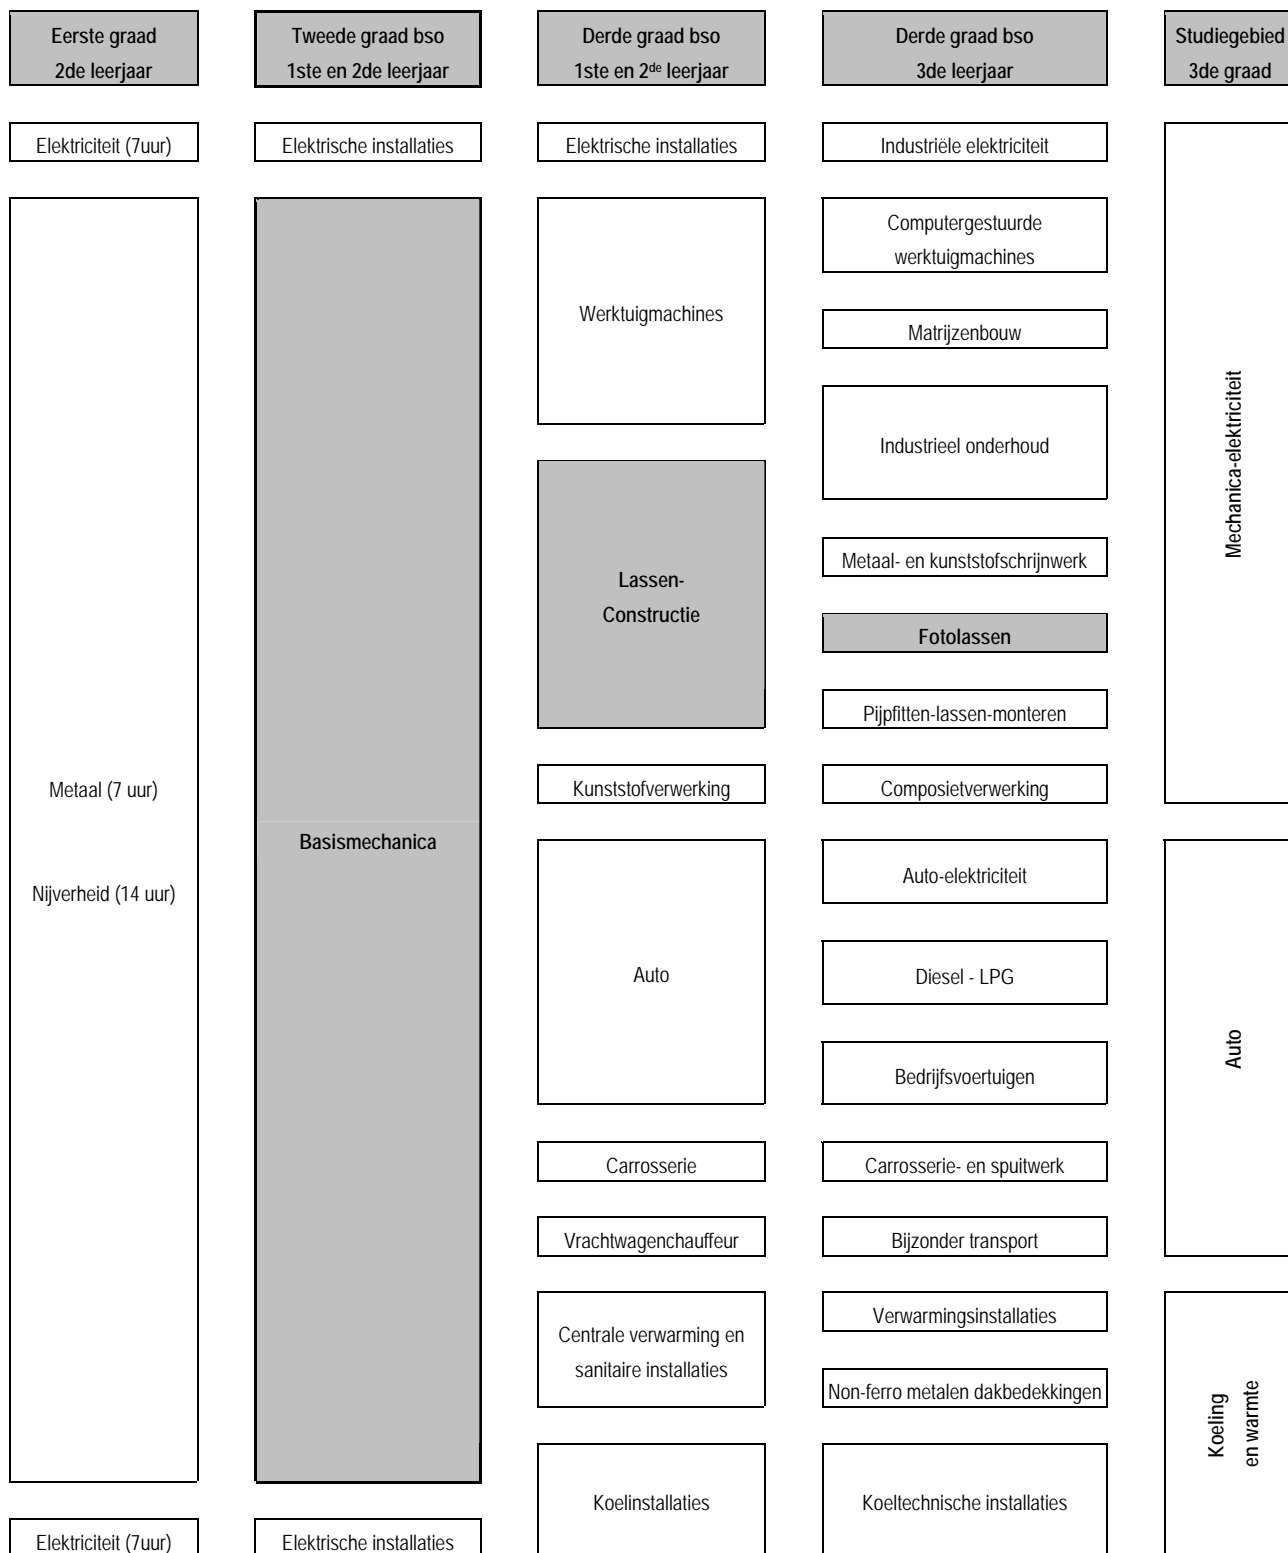 Eerste graad
2de leerjaar
Tweede graad bso
1ste en 2de leerjaar
Derde graad bso
1ste en 2de leerjaar
Derde graad bso
3de leerjaar
Studiegebied
3de graad
Elektriciteit (7uur)
Elektrische installaties
Elektrische installaties
Industriële elektriciteit
Metaal (7 uur)
Nijverheid (14 uur)
Basismechanica
Werktuigmachines
Computergestuurde
werktuigmachines
Matrijzenbouw
Industrieel onderhoud
Lassen-
Constructie
Metaal- en kunststofschrijnwerk
Fotolassen
Pijpfitten-lassen-monteren
Kunststofverwerking
Composietverwerking
Mechanica-elektriciteit
Auto
Auto-elektriciteit
Diesel - LPG
Bedrijfsvoertuigen
Carrosserie
Carrosserie- en spuitwerk
Vrachtwagenchauffeur
Bijzonder transport
Auto
Centrale verwarming en
sanitaire installaties
Verwarmingsinstallaties
Non-ferro metalen dakbedekkingen
Koelinstallaties
Koeltechnische installaties
Koeling
en warmte
Elektriciteit (7uur)
Elektrische installaties